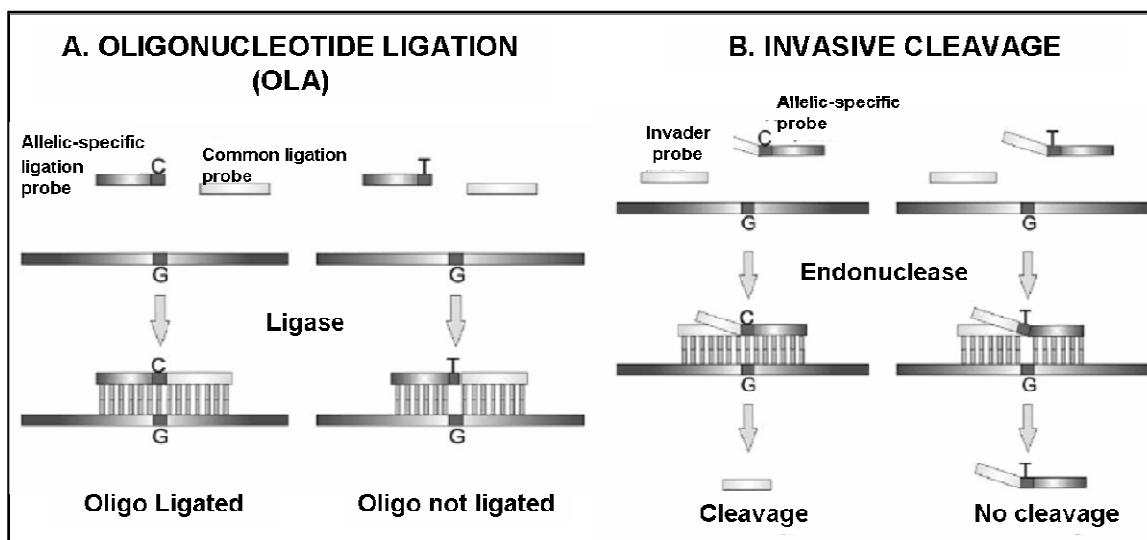 A. OLIGONUCLEOTIDE LIGATION
(OLA)
Allelic-specific
ligation
probe
C
Common ligation
probe
T
G
G
Ligase
C
T
G
G
Oligo Ligated
Oligo not ligated
B. INVASIVE CLEAVAGE
Invader
probe
Allelic-specific
probe
C
T
G
G
Endonuclease
C
T
G
G
T
Cleavage
No cleavage